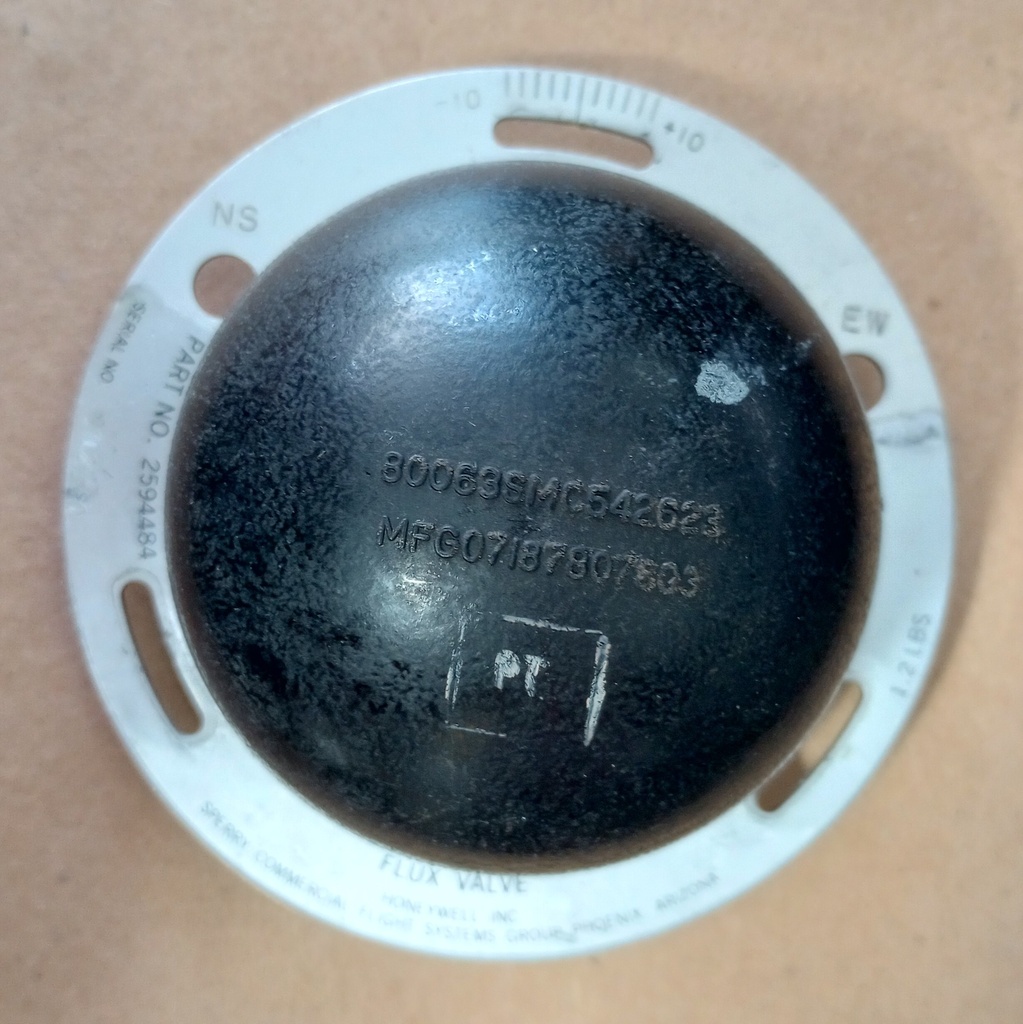 -10
+10
NS
EW
SERIAL NO
PART NO. 2594484
80063SMC542623
MFG07187807603
PT
1.2 LBS
FLUX VALVE
HONEYWELL INC
SPERRY COMMERCIAL FLIGHT SYSTEMS GROUP PHOENIX, ARIZONA